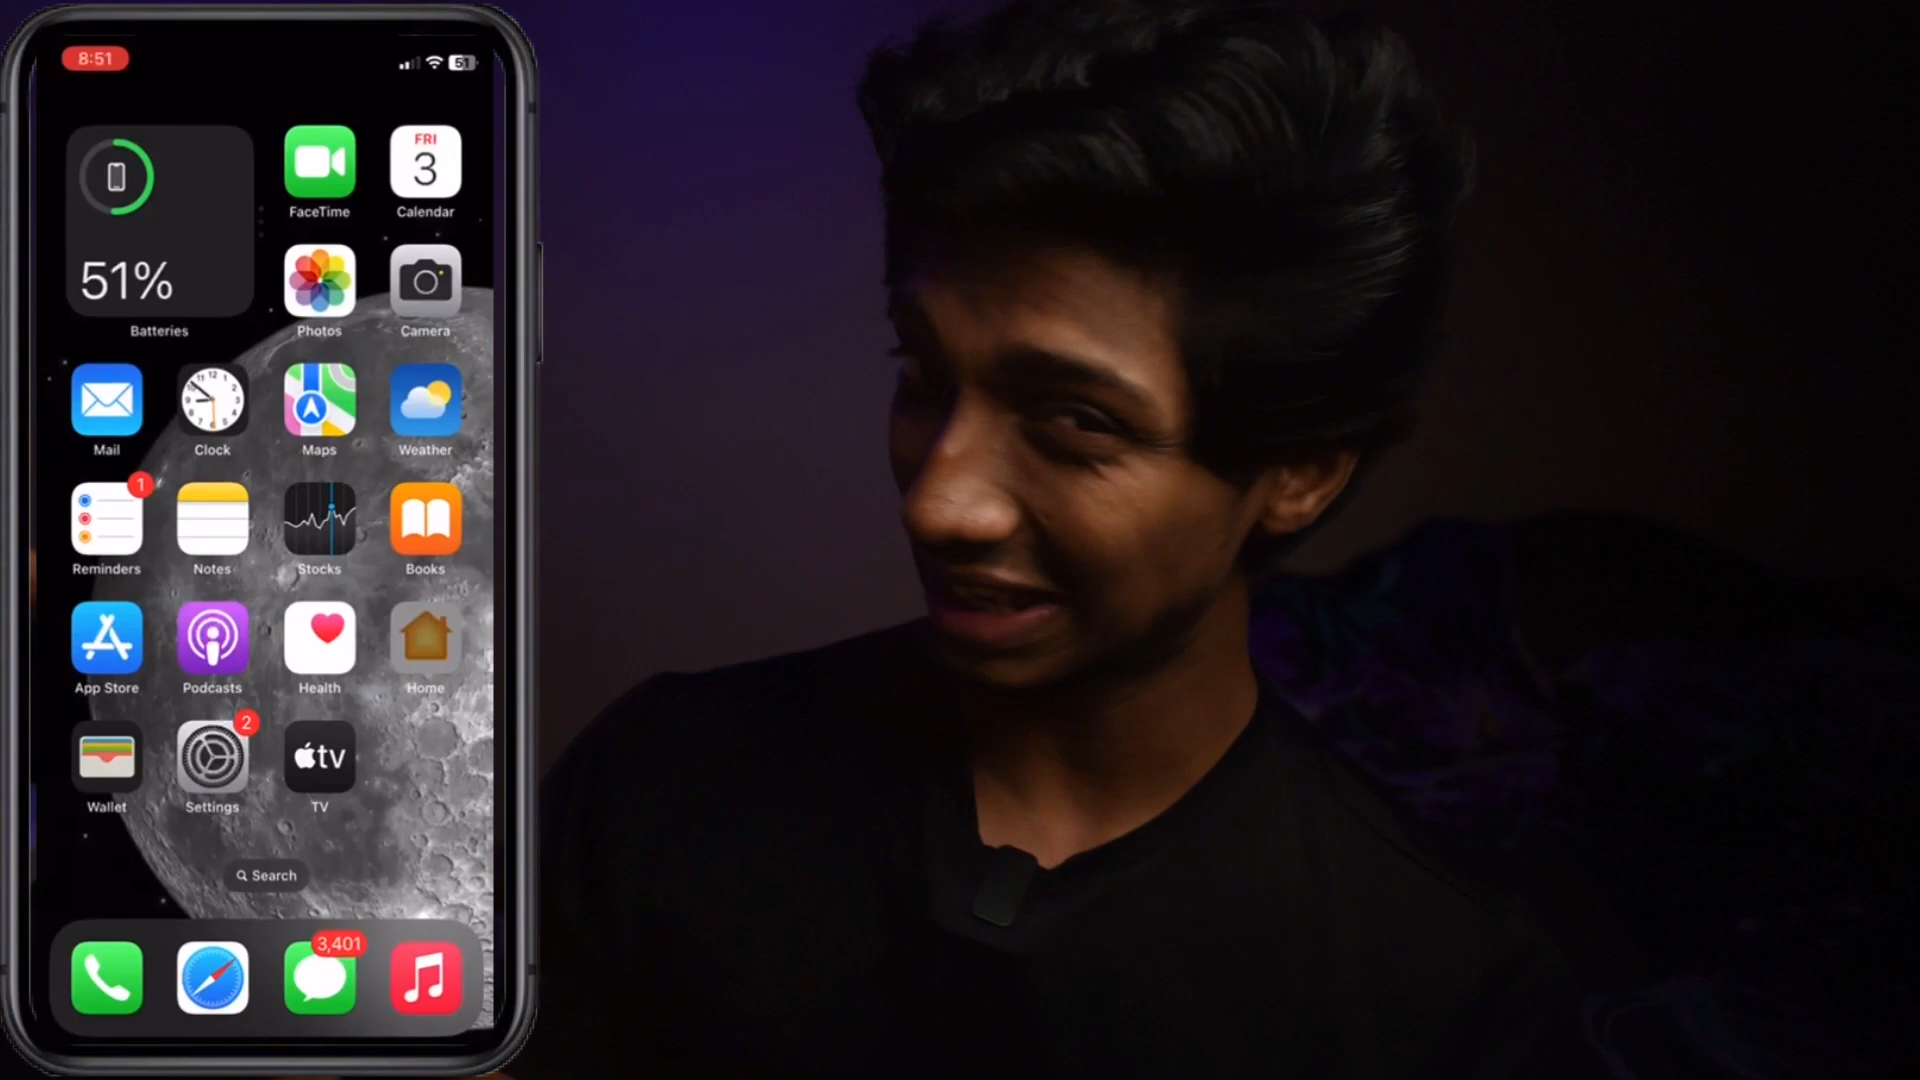 8:51
51
FRI
3
FaceTime
Calendar
51%
Batteries
Photos
Camera
Mail
Clock
Maps
Weather
1
Reminders
Notes
Stocks
Books
App Store
Podcasts
Health
Home
2
tv
Wallet
Settings
TV
Search
3,401